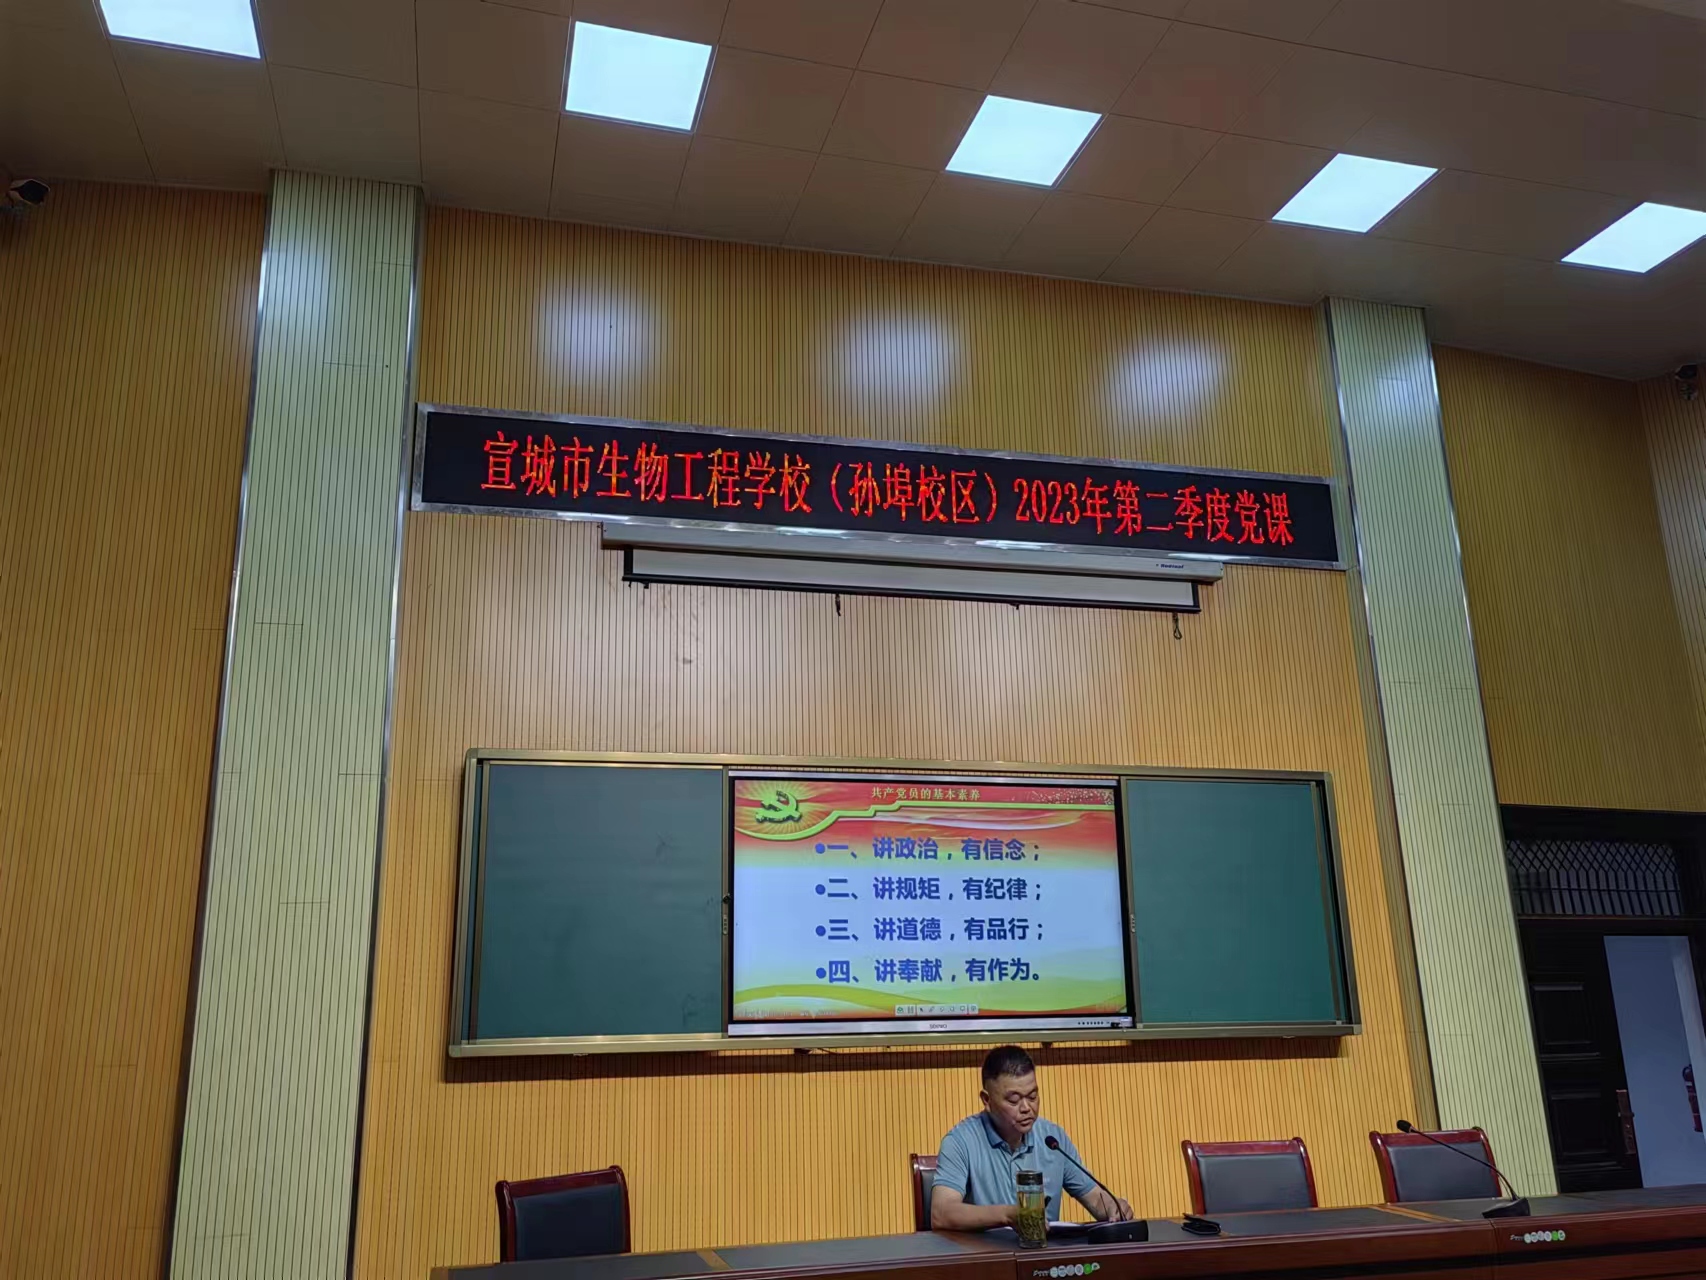 宣城市生物工程学校（孙埠校区）2023年第二季度党课
共产党员的基本素养
●一、讲政治，有信念；
●二、讲规矩，有纪律；
●三、讲道德，有品行；
●四、讲奉献，有作为。